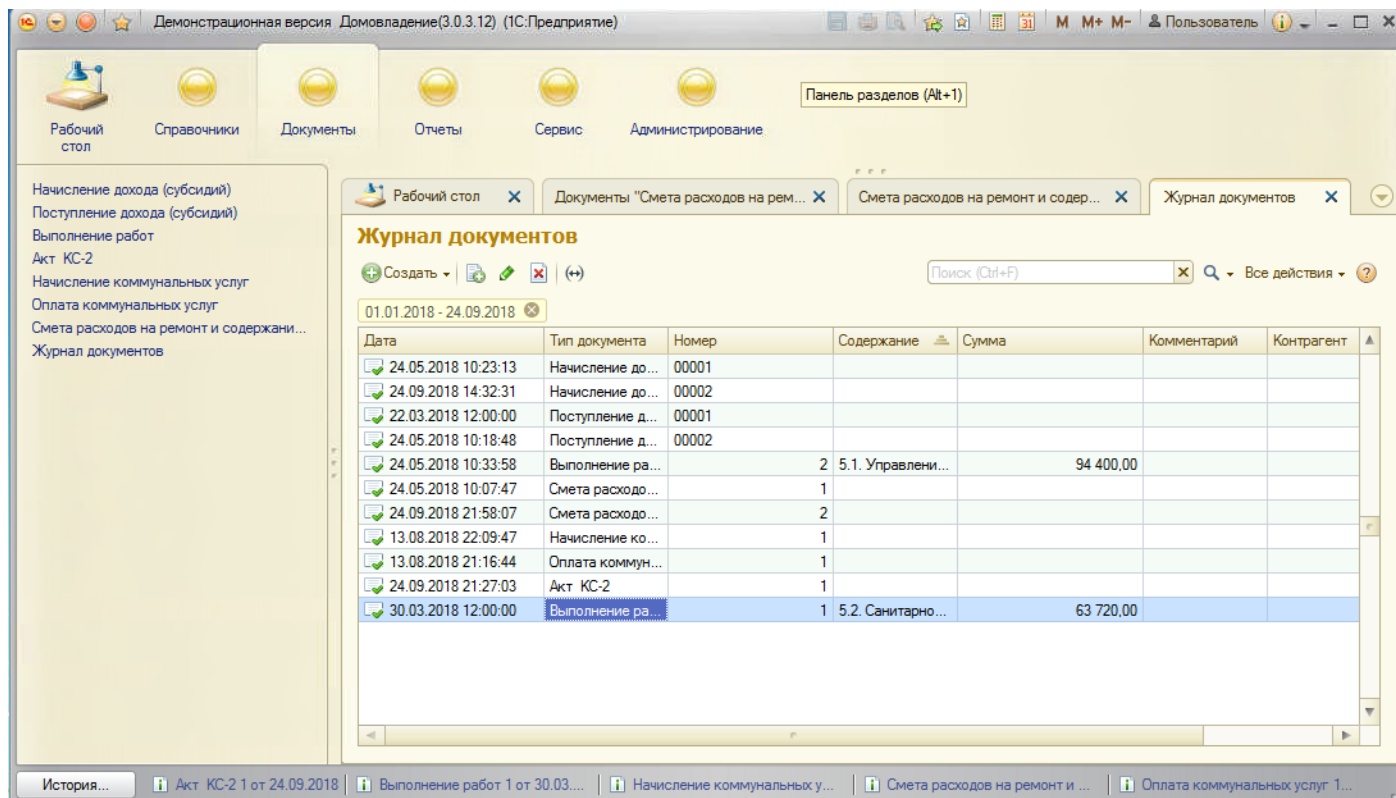 Демонстрационная версия Домовладение(3.0.3.12) (1С:Предприятие)
31 M M+ M- Пользователь
Панель разделов (Alt+1)
Рабочий стол
Справочники
Документы
Отчеты
Сервис
Администрирование
Начисление дохода (субсидий)
Поступление дохода (субсидий)
Выполнение работ
Акт КС-2
Начисление коммунальных услуг
Оплата коммунальных услуг
Смета расходов на ремонт и содержани...
Журнал документов
Рабочий стол
Документы "Смета расходов на рем...
Смета расходов на ремонт и содер...
Журнал документов
Журнал документов
Создать
Поиск (Ctrl+F)
Все действия
01.01.2018 - 24.09.2018
Дата Тип документа Номер Содержание Сумма Комментарий Контрагент
24.05.2018 10:23:13 Начисление до... 00001
24.09.2018 14:32:31 Начисление до... 00002
22.03.2018 12:00:00 Поступление д... 00001
24.05.2018 10:18:48 Поступление д... 00002
24.05.2018 10:33:58 Выполнение ра... 2 5.1. Управлени... 94 400,00
24.05.2018 10:07:47 Смета расходо... 1
24.09.2018 21:58:07 Смета расходо... 2
13.08.2018 22:09:47 Начисление ко... 1
13.08.2018 21:16:44 Оплата коммун... 1
24.09.2018 21:27:03 Акт КС-2 1
30.03.2018 12:00:00 Выполнение ра... 1 5.2. Санитарно... 63 720,00
История...
Акт КС-2 1 от 24.09.2018
Выполнение работ 1 от 30.03....
Начисление коммунальных у...
Смета расходов на ремонт и ...
Оплата коммунальных услуг 1...